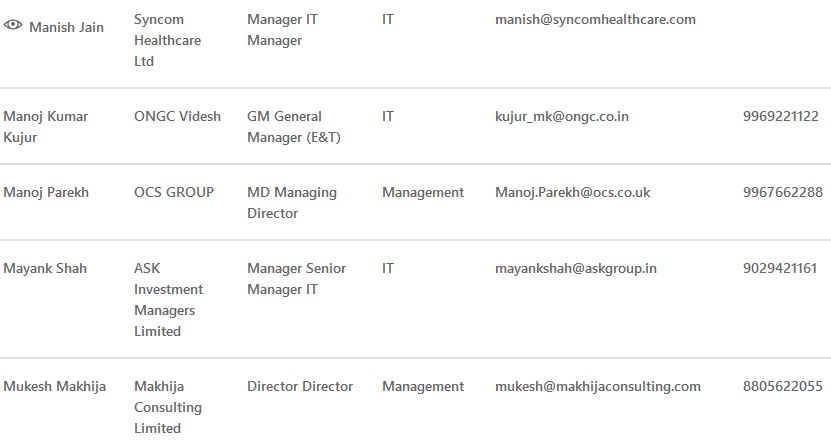 Manish Jain
Syncom
Healthcare
Ltd
Manager IT
Manager
IT
manish@syncomhealthcare.com
Manoj Kumar
Kujur
ONGC Videsh
GM General
Manager (E&T)
IT
kujur_mk@ongc.co.in
9969221122
Manoj Parekh
OCS GROUP
MD Managing
Director
Management
Manoj.Parekh@ocs.co.uk
9967662288
Mayank Shah
ASK
Investment
Managers
Limited
Manager Senior
Manager IT
IT
mayankshah@askgroup.in
9029421161
Mukesh Makhija
Makhija
Consulting
Limited
Director Director
Management
mukesh@makhijaconsulting.com
8805622055